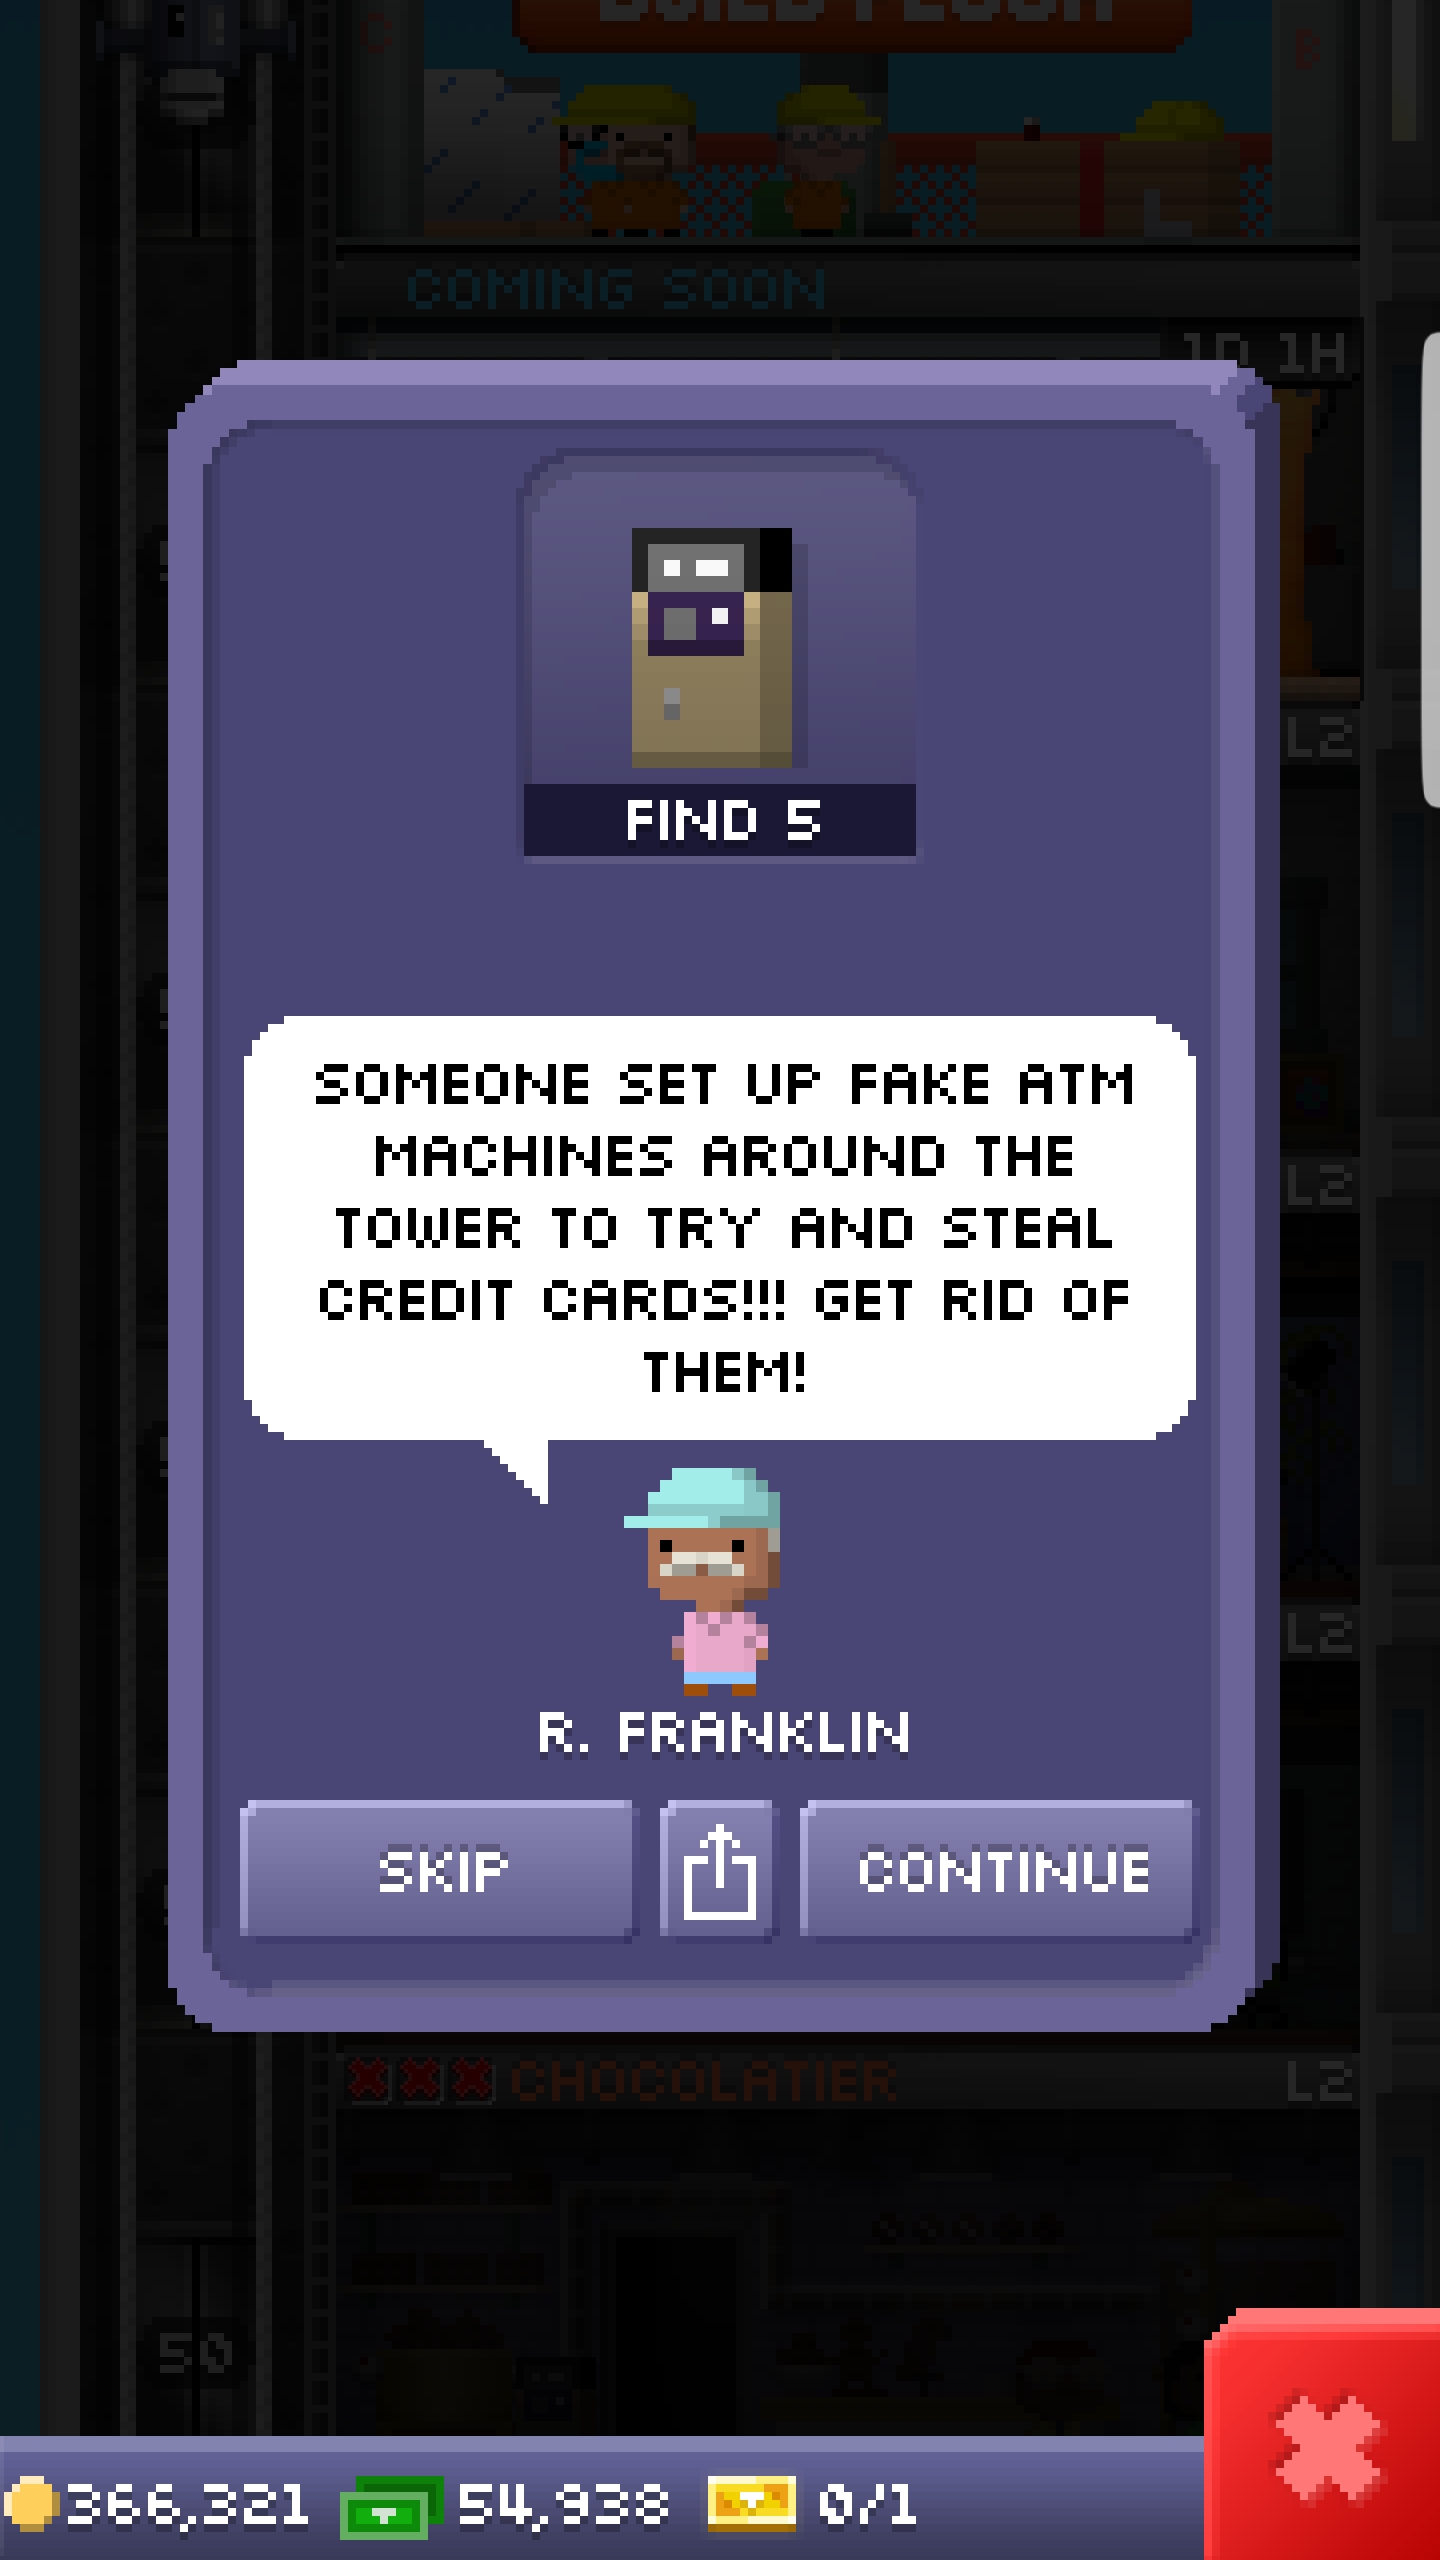 BUILD FLOOR
C
B
COMING SOON
1D 1H
FIND 5
L2
SOMEONE SET UP FAKE ATM
MACHINES AROUND THE
TOWER TO TRY AND STEAL
CREDIT CARDS!!! GET RID OF
THEM!
L2
L2
R. FRANKLIN
SKIP
CONTINUE
CHOCOLATIER
L2
50
366,321
54,938
0/1